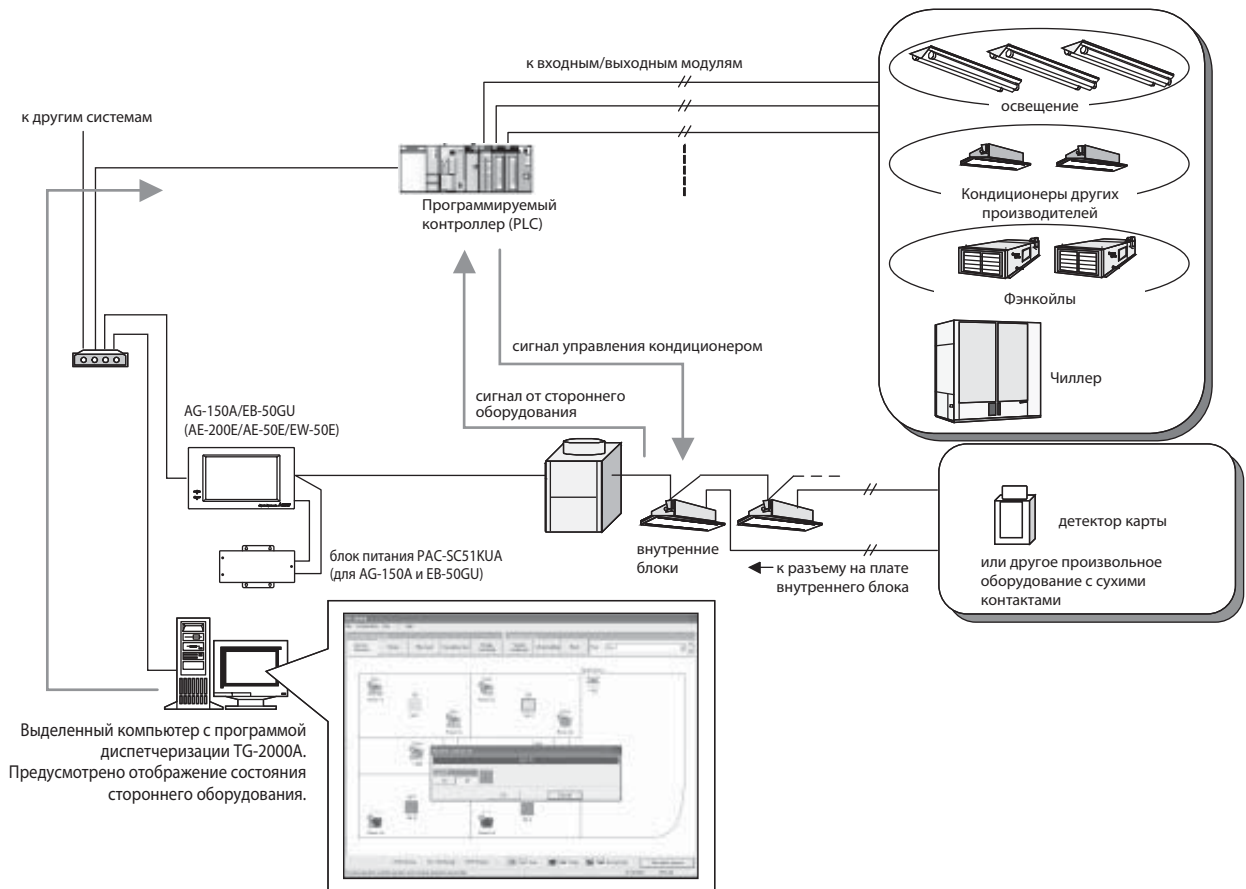 к входным/выходным модулям
к другим системам
освещение
Программируемый
контроллер (PLC)
Кондиционеры других
производителей
Фэнкойлы
Чиллер
сигнал управления кондиционером
сигнал от стороннего
оборудования
AG-150A/EB-50GU
(AE-200E/AE-50E/EW-50E)
блок питания PAC-SC51KUA
(для AG-150A и EB-50GU)
внутренние
блоки
к разъему на плате
внутреннего блока
детектор карты
или другое произвольное
оборудование с сухими
контактами
Выделенный компьютер с программой
диспетчеризации TG-2000A.
Предусмотрено отображение состояния
стороннего оборудования.